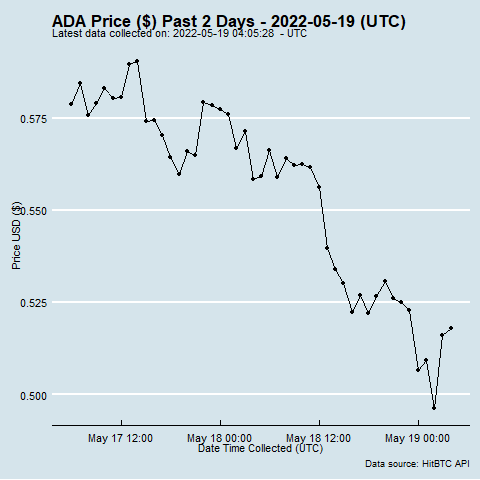 ADA Price ($) Past 2 Days - 2022-05-19 (UTC)
Latest data collected on: 2022-05-19 04:05:28 - UTC
Price USD ($)
0.575
0.550
0.525
0.500
May 17 12:00
May 18 00:00
May 18 12:00
May 19 00:00
Date Time Collected (UTC)
Data source: HitBTC API